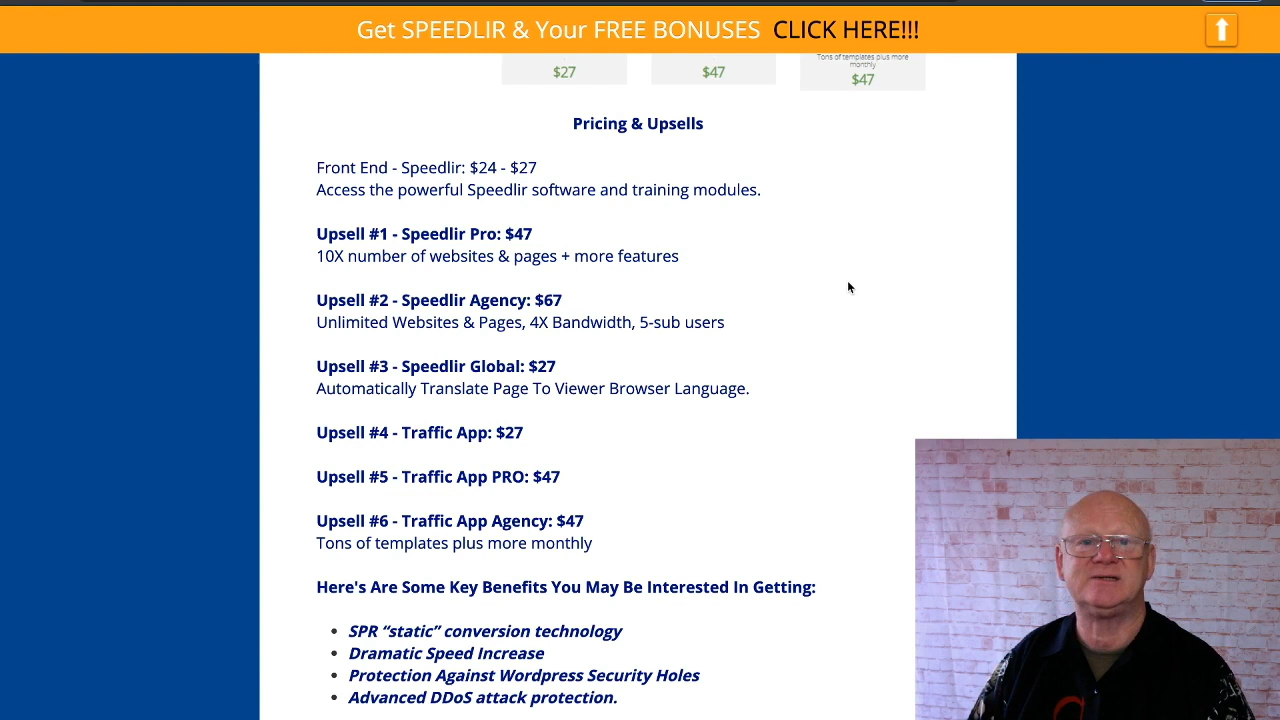 Get SPEEDLIR & Your FREE BONUSES CLICK HERE!!!
Tons of templates plus more
monthly
$27
$47
$47
Pricing & Upsells
Front End - Speedlir: $24 - $27
Access the powerful Speedlir software and training modules.
Upsell #1 - Speedlir Pro: $47
10X number of websites & pages + more features
Upsell #2 - Speedlir Agency: $67
Unlimited Websites & Pages, 4X Bandwidth, 5-sub users
Upsell #3 - Speedlir Global: $27
Automatically Translate Page To Viewer Browser Language.
Upsell #4 - Traffic App: $27
Upsell #5 - Traffic App PRO: $47
Upsell #6 - Traffic App Agency: $47
Tons of templates plus more monthly
Here's Are Some Key Benefits You May Be Interested In Getting:
SPR “static” conversion technology
Dramatic Speed Increase
Protection Against Wordpress Security Holes
Advanced DDoS attack protection.